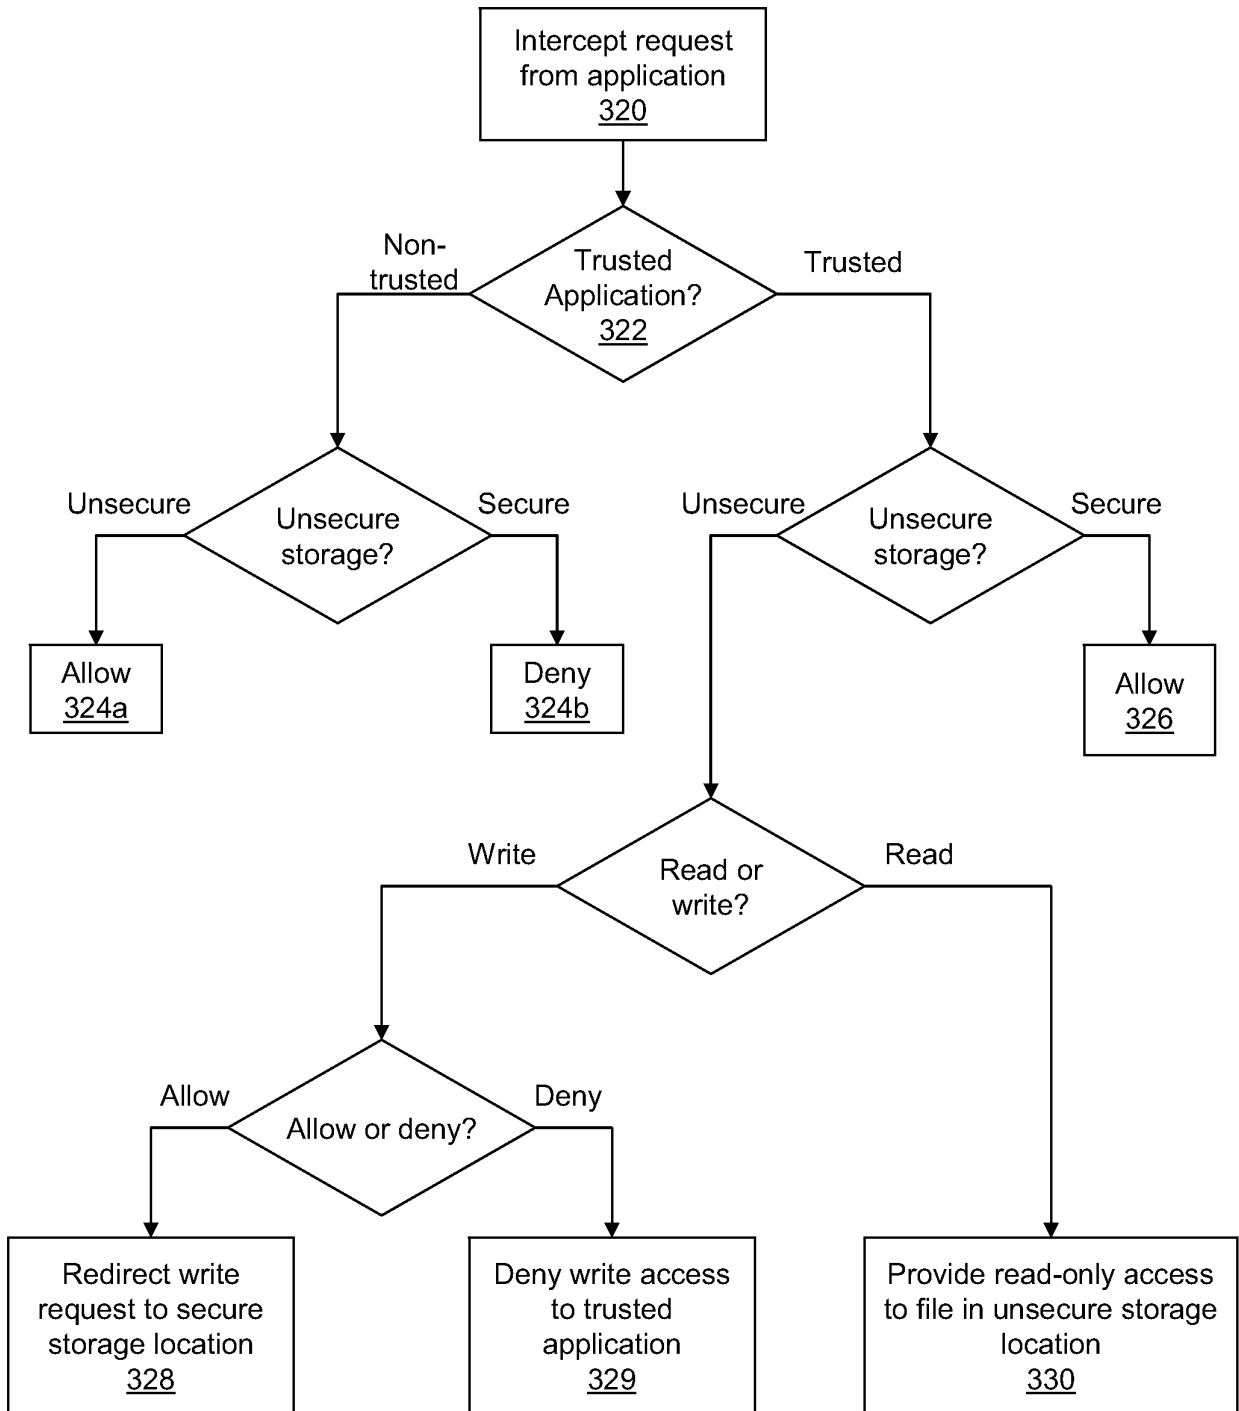 Intercept request
from application
320
Non-
trusted
Trusted
Application?
322
Trusted
Unsecure
Unsecure
storage?
Secure
Unsecure
Unsecure
storage?
Secure
Allow
324a
Deny
324b
Allow
326
Write
Read or
write?
Read
Allow
Allow or deny?
Deny
Redirect write
request to secure
storage location
328
Deny write access
to trusted
application
329
Provide read-only access
to file in unsecure storage
location
330